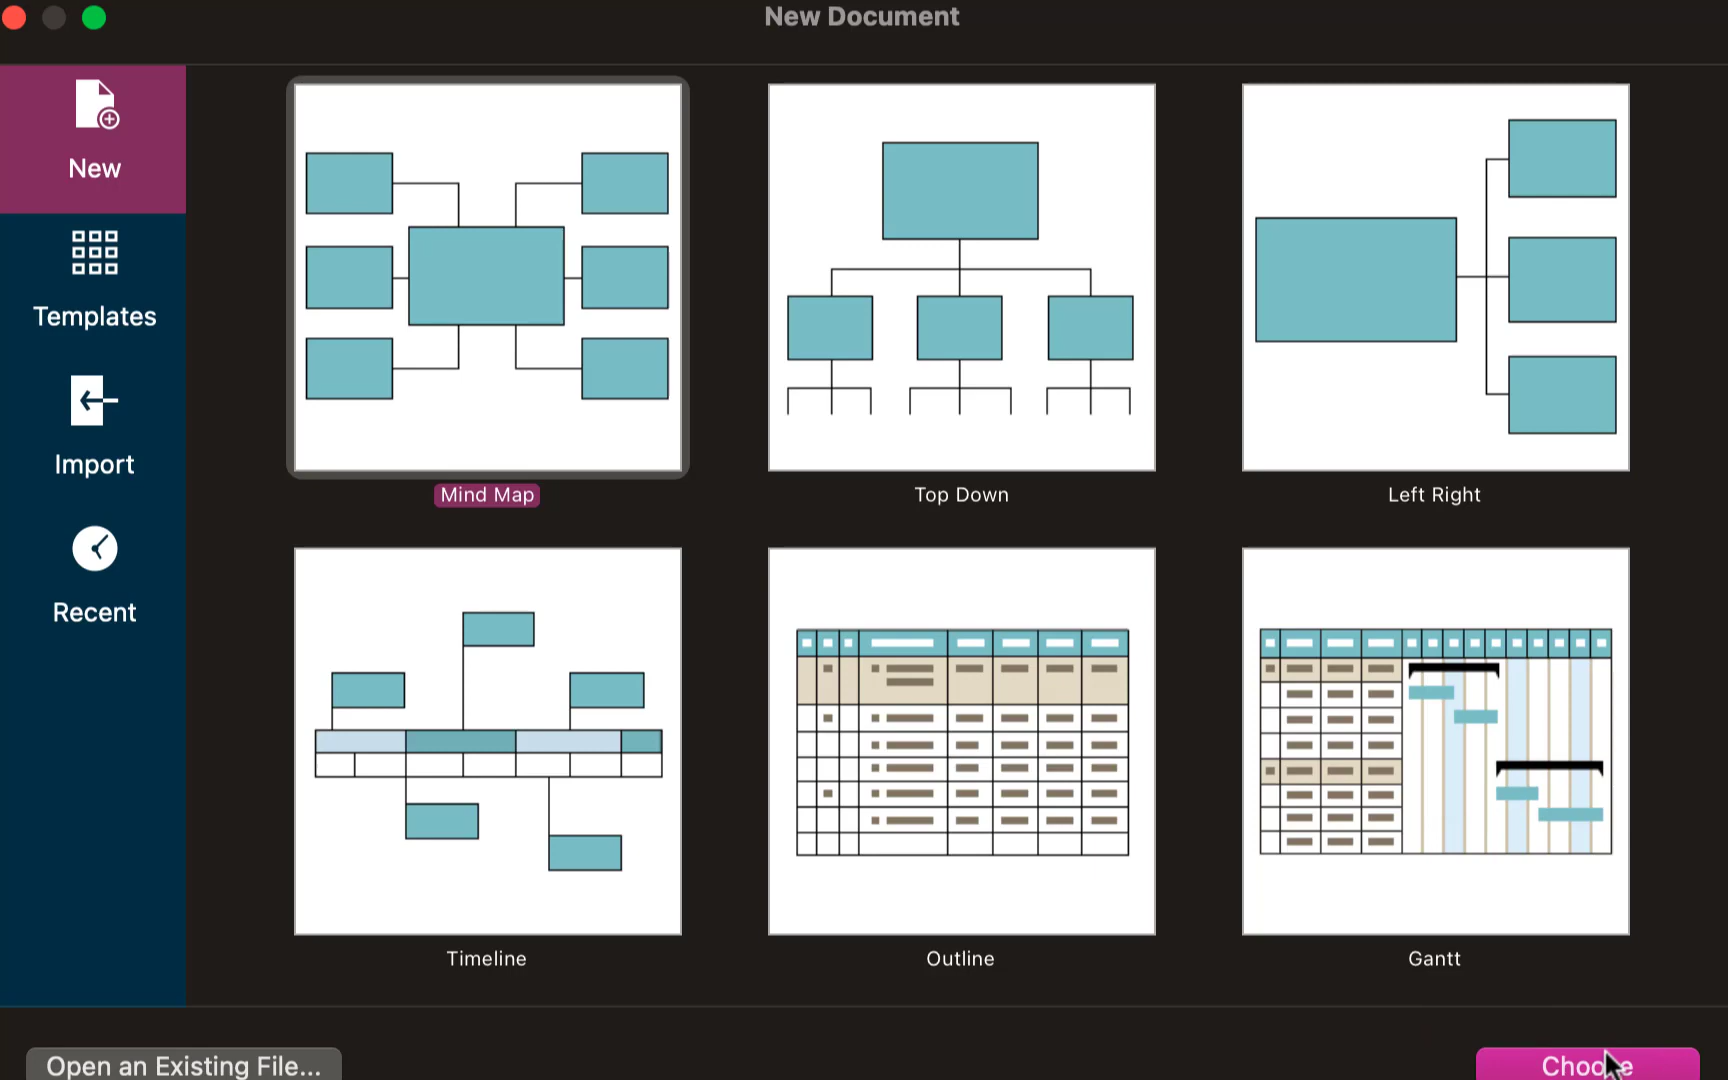 New Document
New
Templates
Import
Recent
Mind Map
Top Down
Left Right
Timeline
Outline
Gantt
Open an Existing File...
Choose